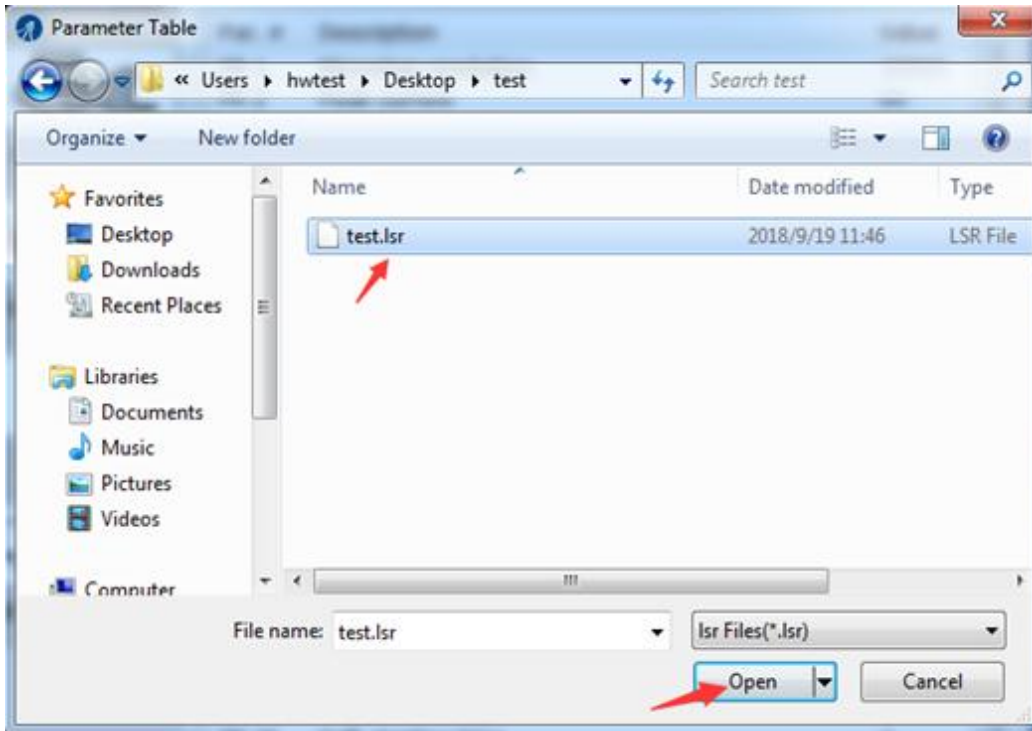 Parameter Table
« Users ▸ hwtest ▸ Desktop ▸ test
Search test
Organize
New folder
Name
Date modified
Type
Favorites
Desktop
Downloads
Recent Places
Libraries
Documents
Music
Pictures
Videos
Computer
test.lsr
2018/9/19 11:46
LSR File
File name: test.lsr
lsr Files(*.lsr)
Open
Cancel